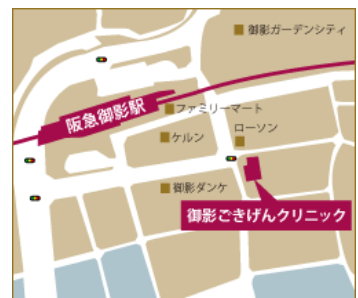 御影ガーデンシティ
阪急御影駅
ファミリーマート
ローソン
ケルン
御影ダンケ
御影ごきげんクリニック